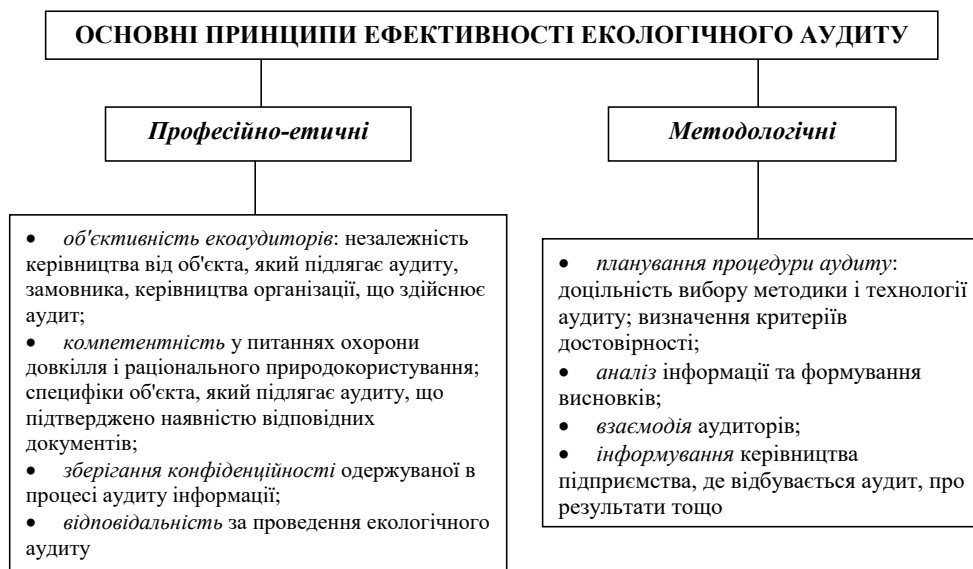 ОСНОВНІ ПРИНЦИПИ ЕФЕКТИВНОСТІ ЕКОЛОГІЧНОГО АУДИТУ
Професійно-етичні
• об'єктивність екоаудиторів: незалежність
керівництва від об'єкта, який підлягає аудиту,
замовника, керівництва організації, що здійснює
аудит;
• компетентність у питаннях охорони
довкілля і раціонального природокористування;
специфіки об'єкта, який підлягає аудиту, що
підтверджено наявністю відповідних
документів;
• зберігання конфіденційності одержуваної в
процесі аудиту інформації;
• відповідальність за проведення екологічного
аудиту
Методологічні
• планування процедури аудиту:
доцільність вибору методики і технології
аудиту; визначення критеріїв
достовірності;
• аналіз інформації та формування
висновків;
• взаємодія аудиторів;
• інформування керівництва
підприємства, де відбувається аудит, про
результати тощо